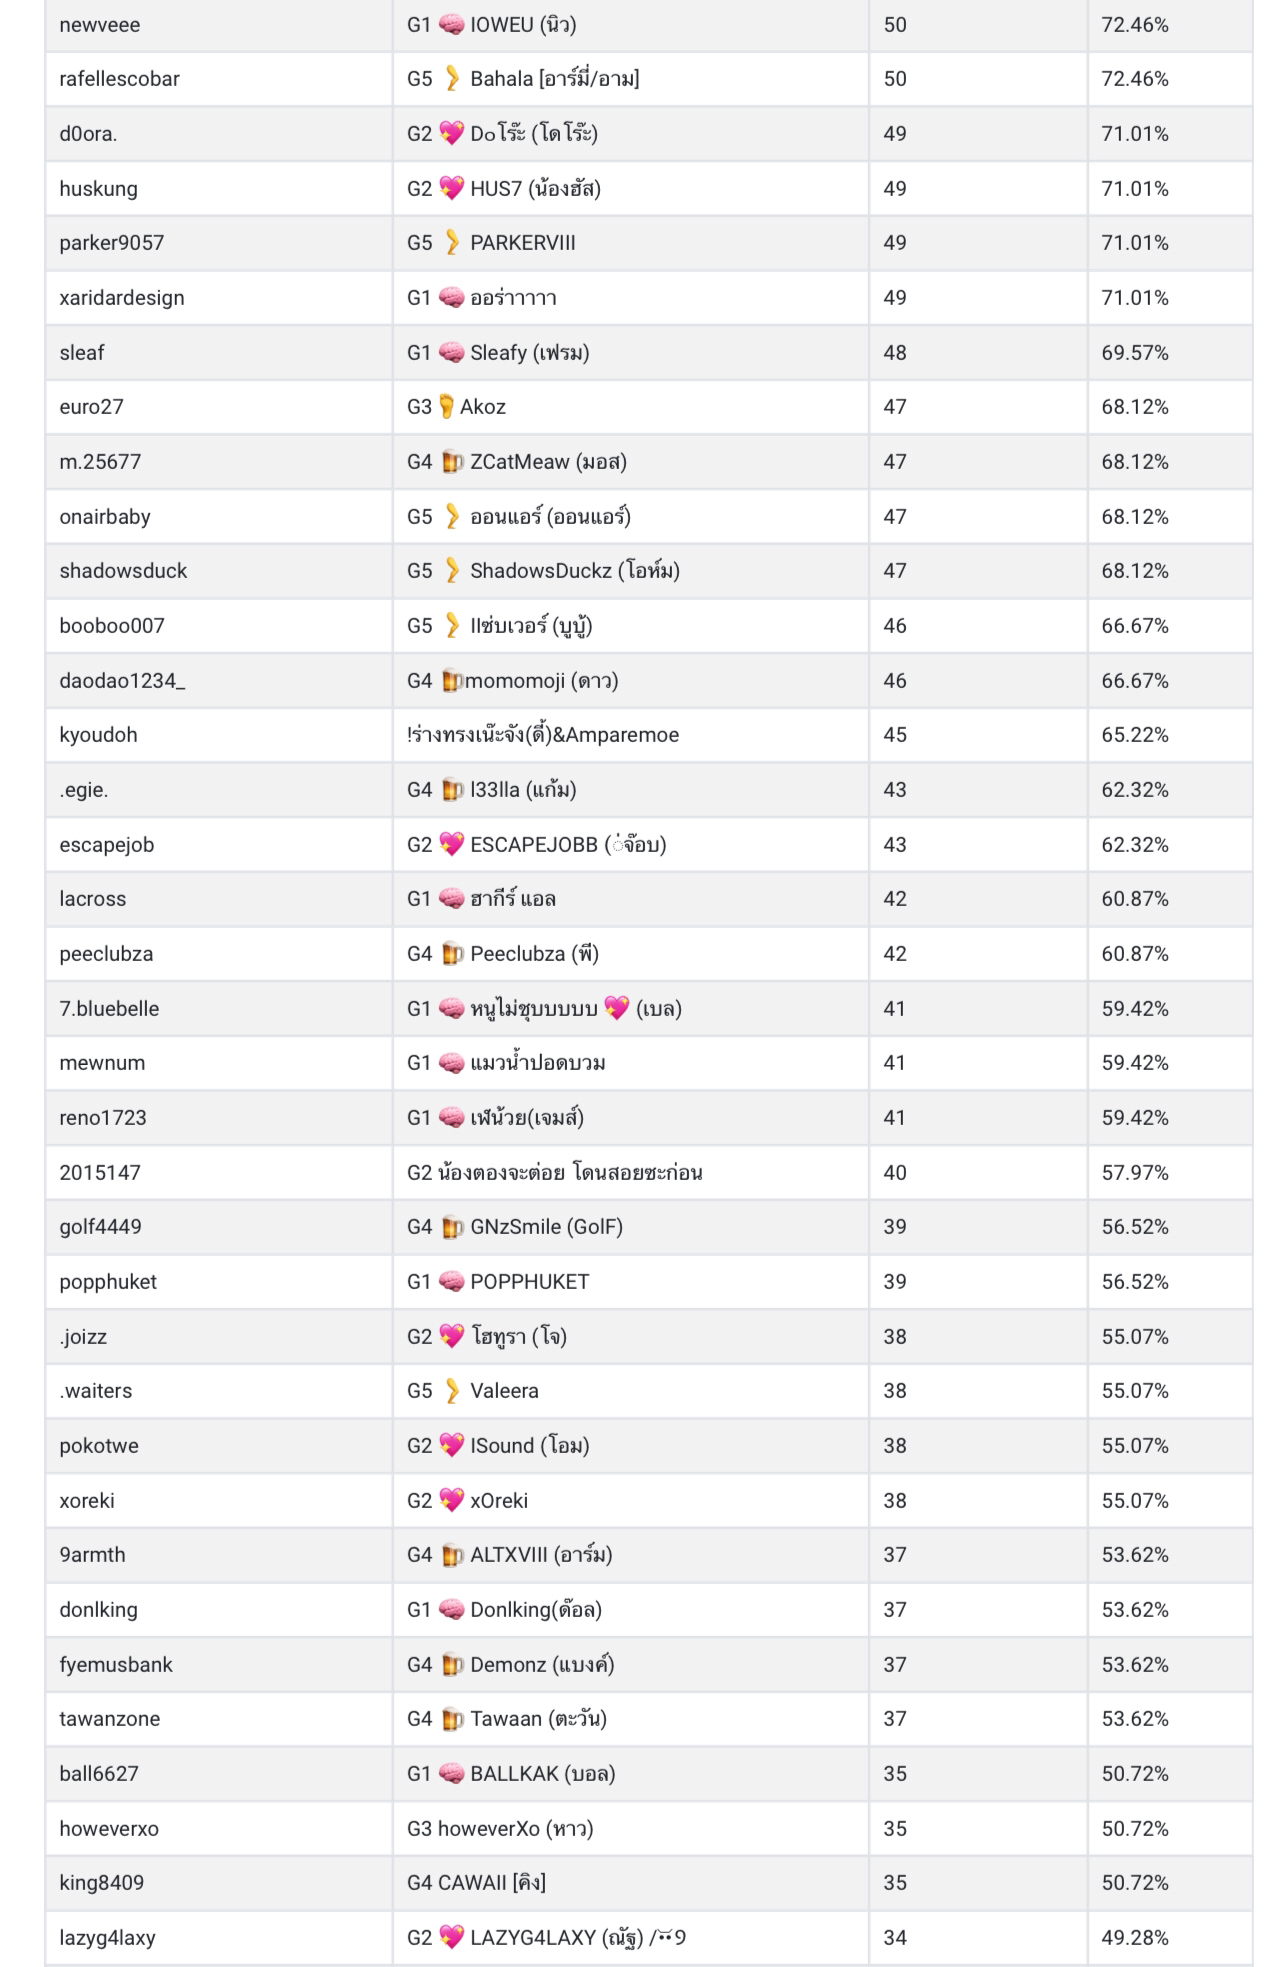 newveee G1 🧠 IOWEU (นิว) 50 72.46%
rafellescobar G5 🦵 Bahala [อาร์มี่/อาม] 50 72.46%
d0ora. G2 💖 D๐โร๊ะ (โดโร๊ะ) 49 71.01%
huskung G2 💖 HUS7 (น้องฮัส) 49 71.01%
parker9057 G5 🦵 PARKERVIII 49 71.01%
xaridardesign G1 🧠 ออร่าาาาา 49 71.01%
sleaf G1 🧠 Sleafy (เฟรม) 48 69.57%
euro27 G3🦶Akoz 47 68.12%
m.25677 G4 🍺 ZCatMeaw (มอส) 47 68.12%
onairbaby G5 🦵 ออนแอร์ (ออนแอร์) 47 68.12%
shadowsduck G5 🦵 ShadowsDuckz (โอห์ม) 47 68.12%
booboo007 G5 🦵 llซ่บเวอร์ (บูบู้) 46 66.67%
daodao1234_ G4 🍺momomoji (ดาว) 46 66.67%
kyoudoh !ร่างทรงเน๊ะจัง(ดี้)&Amparemoe 45 65.22%
.egie. G4 🍺 l33lla (แก้ม) 43 62.32%
escapejob G2 💖 ESCAPEJOBB (่จ๊อบ) 43 62.32%
lacross G1 🧠 ฮากีร์ แอล 42 60.87%
peeclubza G4 🍺 Peeclubza (พี) 42 60.87%
7.bluebelle G1 🧠 หนูไม่ชุบบบบบ 💖 (เบล) 41 59.42%
mewnum G1 🧠 แมวน้ำปอดบวม 41 59.42%
reno1723 G1 🧠 เฬน้วย(เจมส์) 41 59.42%
2015147 G2 น้องตองจะต่อย โดนสอยซะก่อน 40 57.97%
golf4449 G4 🍺 GNzSmile (GolF) 39 56.52%
popphuket G1 🧠 POPPHUKET 39 56.52%
.joizz G2 💖 โฮทูรา (โจ) 38 55.07%
.waiters G5 🦵 Valeera 38 55.07%
pokotwe G2 💖 ISound (โอม) 38 55.07%
xoreki G2 💖 xOreki 38 55.07%
9armth G4 🍺 ALTXVIII (อาร์ม) 37 53.62%
donlking G1 🧠 Donlking(ด๊อล) 37 53.62%
fyemusbank G4 🍺 Demonz (แบงค์) 37 53.62%
tawanzone G4 🍺 Tawaan (ตะวัน) 37 53.62%
ball6627 G1 🧠 BALLKAK (บอล) 35 50.72%
howeverxo G3 howeverXo (หาว) 35 50.72%
king8409 G4 CAWAII [คิง] 35 50.72%
lazyg4laxy G2 💖 LAZYG4LAXY (ณัฐ) 34 49.28%